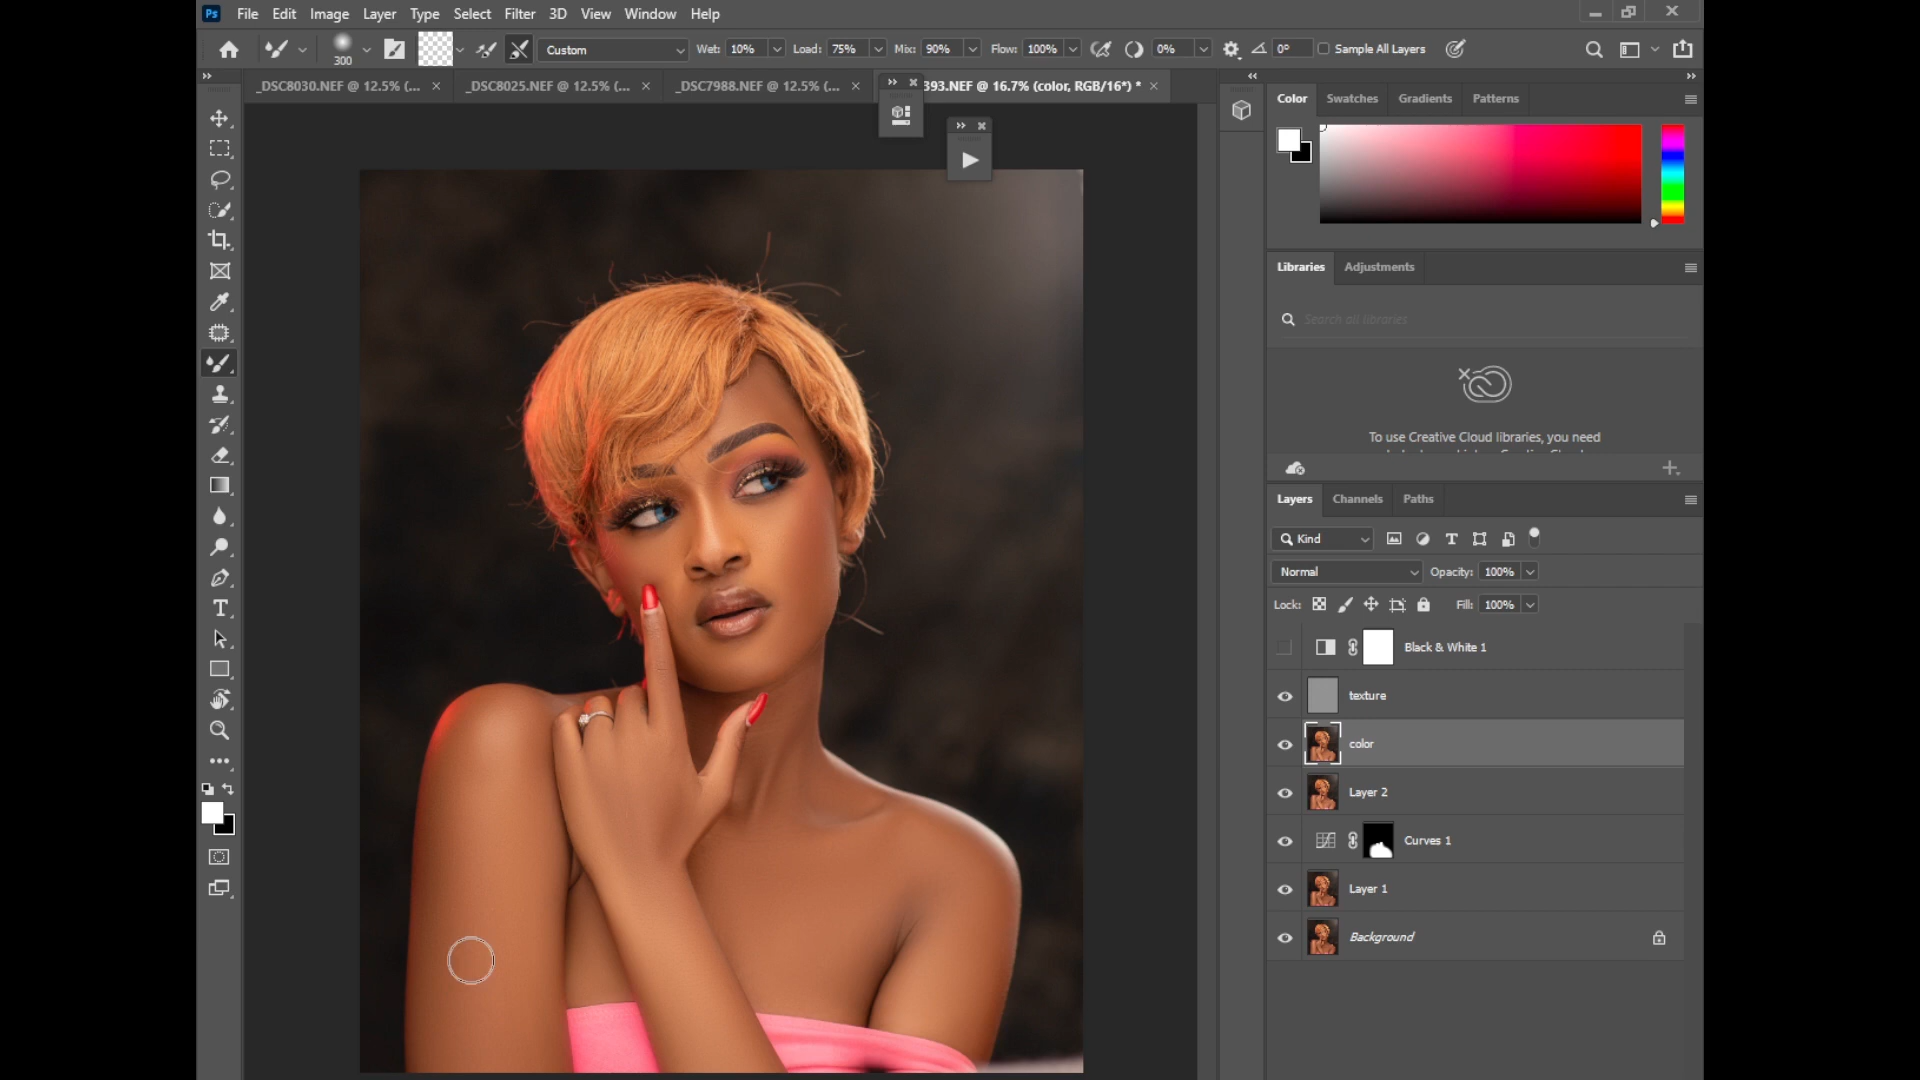 Ps File Edit Image Layer Type Select Filter 3D View Window Help
300 Custom Wet: 10% Load: 75% Mix: 90% Flow: 100% 0% 0° Sample All Layers
_DSC8030.NEF @ 12.5% (... _DSC8025.NEF @ 12.5% (... _DSC7988.NEF @ 12.5% (... 393.NEF @ 16.7% (color, RGB/16*) *
Color Swatches Gradients Patterns
Libraries Adjustments
Search all libraries
To use Creative Cloud libraries, you need
Layers Channels Paths
Kind
Normal Opacity: 100%
Lock: Fill: 100%
Black & White 1
texture
color
Layer 2
Curves 1
Layer 1
Background